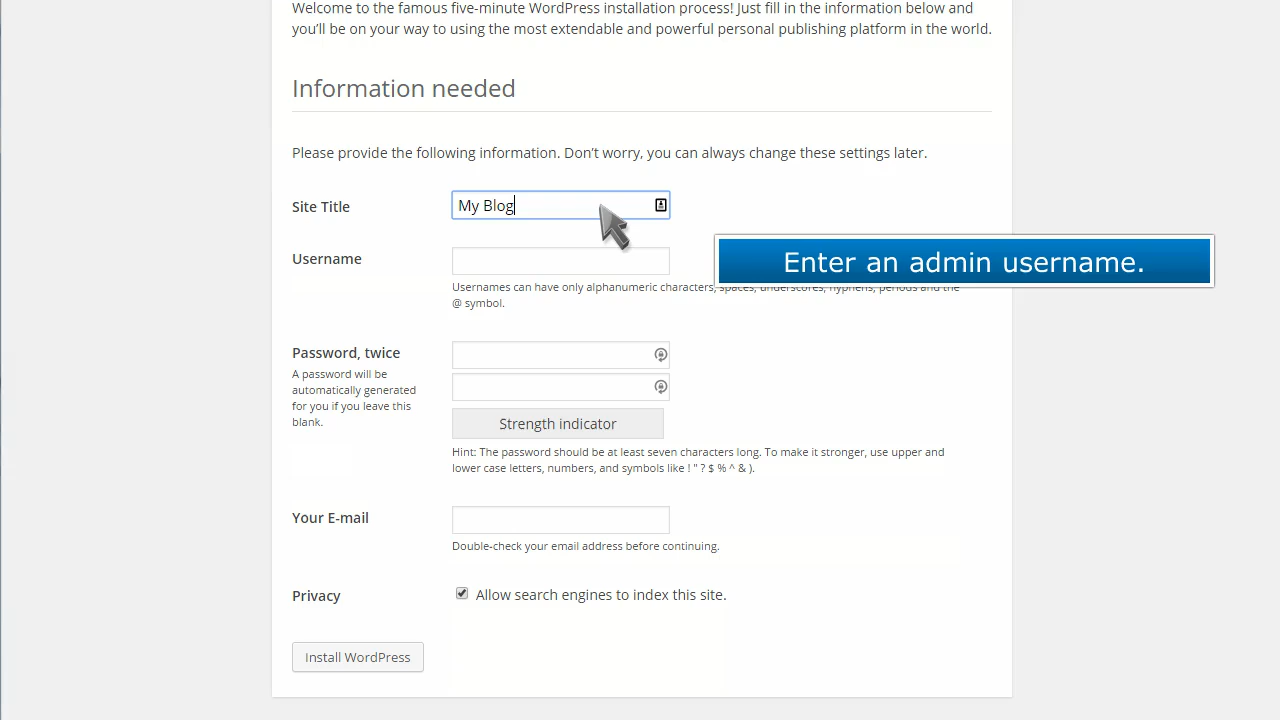 Welcome to the famous five-minute WordPress installation process! Just fill in the information below and
you’ll be on your way to using the most extendable and powerful personal publishing platform in the world.
Information needed
Please provide the following information. Don’t worry, you can always change these settings later.
Site Title
My Blog
Enter an admin username.
Username
Usernames can have only alphanumeric characters, spaces, underscores, hyphens, periods and the
@ symbol.
Password, twice
A password will be
automatically generated
for you if you leave this
blank.
Strength indicator
Hint: The password should be at least seven characters long. To make it stronger, use upper and
lower case letters, numbers, and symbols like ! " ? $ % ^ & ).
Your E-mail
Double-check your email address before continuing.
Privacy
Allow search engines to index this site.
Install WordPress